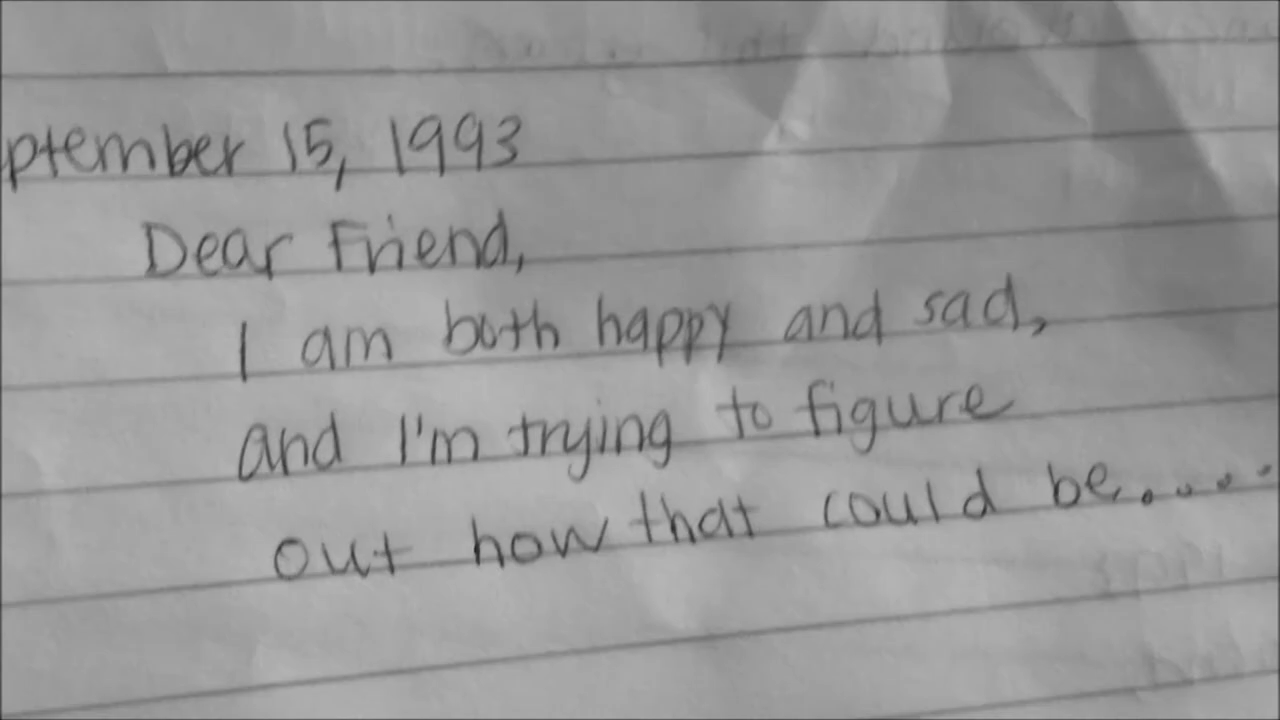 ptember 15, 1993
Dear Friend,
I am both happy and sad,
and I'm trying to figure
out how that could be.....